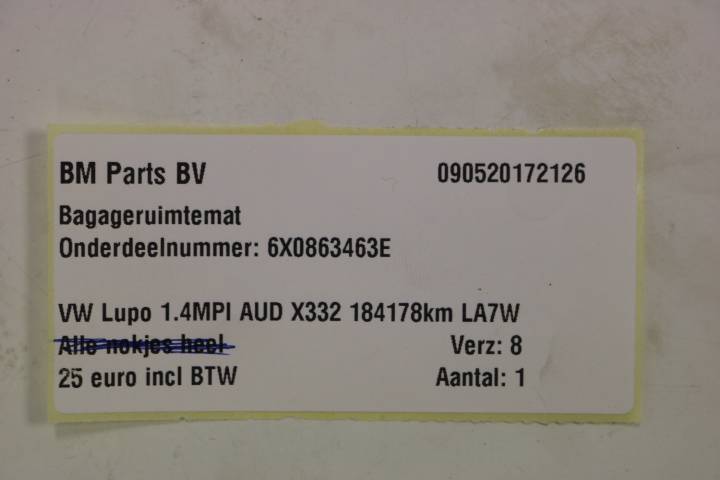 BM Parts BV 090520172126
Bagageruimtemat
Onderdeelnummer: 6X0863463E
VW Lupo 1.4MPI AUD X332 184178km LA7W
Alle nokjes heel Verz: 8
25 euro incl BTW Aantal: 1